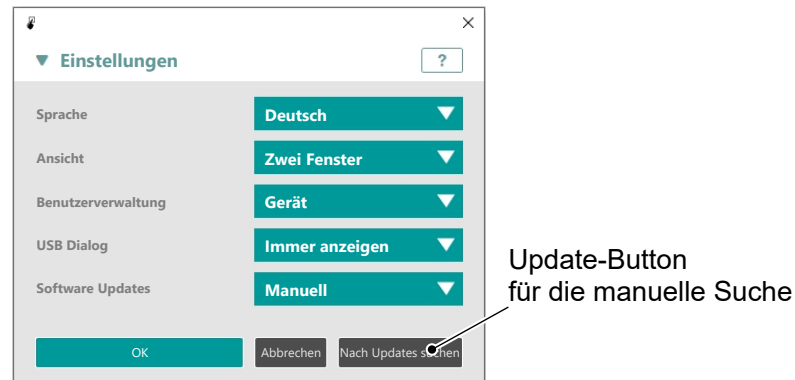 Einstellungen
?
Sprache
Deutsch
Ansicht
Zwei Fenster
Benutzerverwaltung
Gerät
USB Dialog
Immer anzeigen
Software Updates
Manuell
OK
Abbrechen
Nach Updates suchen
Update-Button
für die manuelle Suche